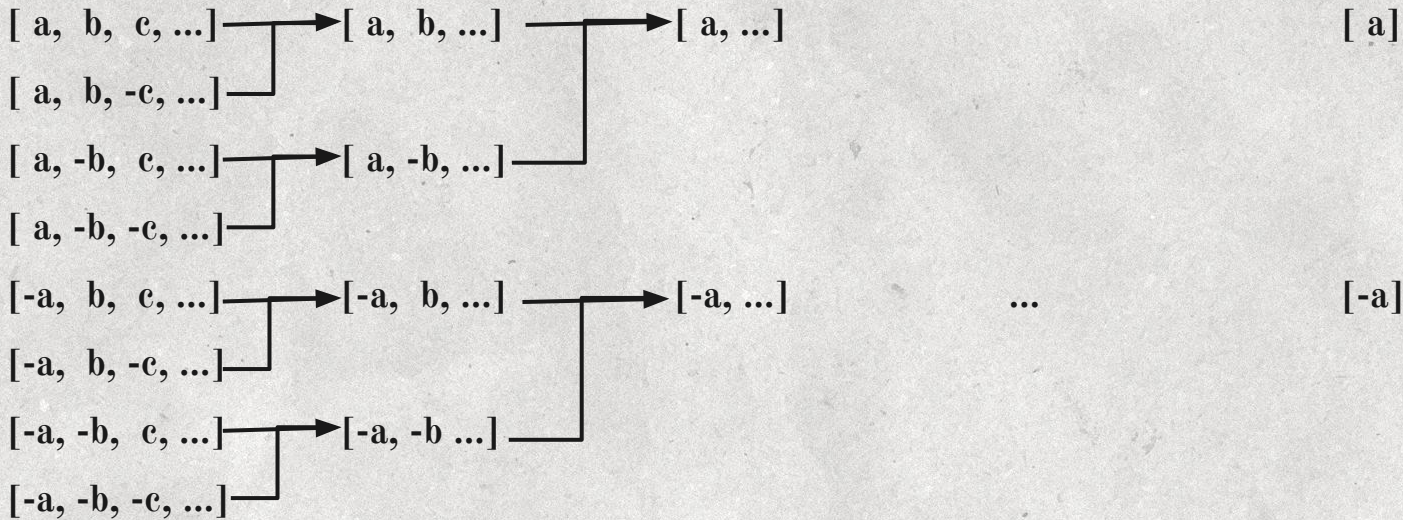 [ a, b, c, ...] [ a, b, ...] [ a, ...] [ a]
[ a, b, -c, ...]
[ a, -b, c, ...] [ a, -b, ...]
[ a, -b, -c, ...]
[-a, b, c, ...] [-a, b, ...] [-a, ...] ... [-a]
[-a, b, -c, ...]
[-a, -b, c, ...] [-a, -b ...]
[-a, -b, -c, ...]